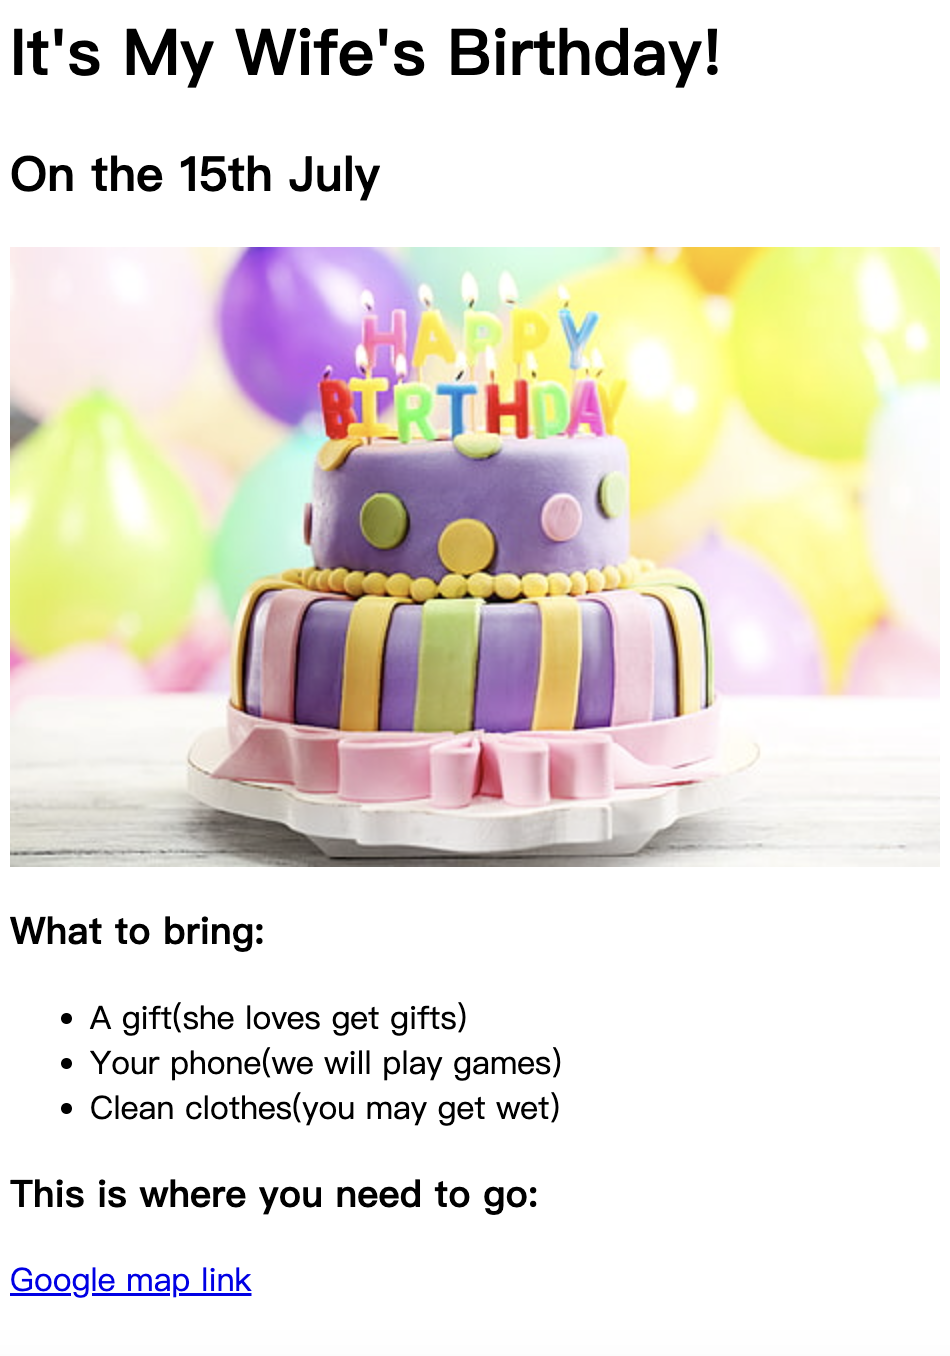 It's My Wife's Birthday!
On the 15th July
HAPPY
BIRTHDAY
What to bring:
A gift(she loves get gifts)
Your phone(we will play games)
Clean clothes(you may get wet)
This is where you need to go:
Google map link